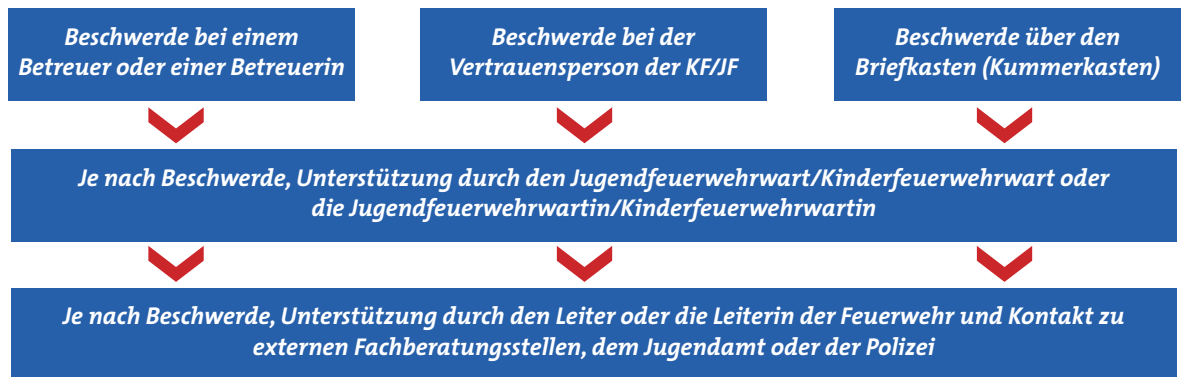 Beschwerde bei einem
Betreuer oder einer Betreuerin
Beschwerde bei der
Vertrauensperson der KF/JF
Beschwerde über den
Briefkasten (Kummerkasten)
Je nach Beschwerde, Unterstützung durch den Jugendfeuerwehrwart/Kinderfeuerwehrwart oder
die Jugendfeuerwehrwartin/Kinderfeuerwehrwartin
Je nach Beschwerde, Unterstützung durch den Leiter oder die Leiterin der Feuerwehr und Kontakt zu
externen Fachberatungsstellen, dem Jugendamt oder der Polizei